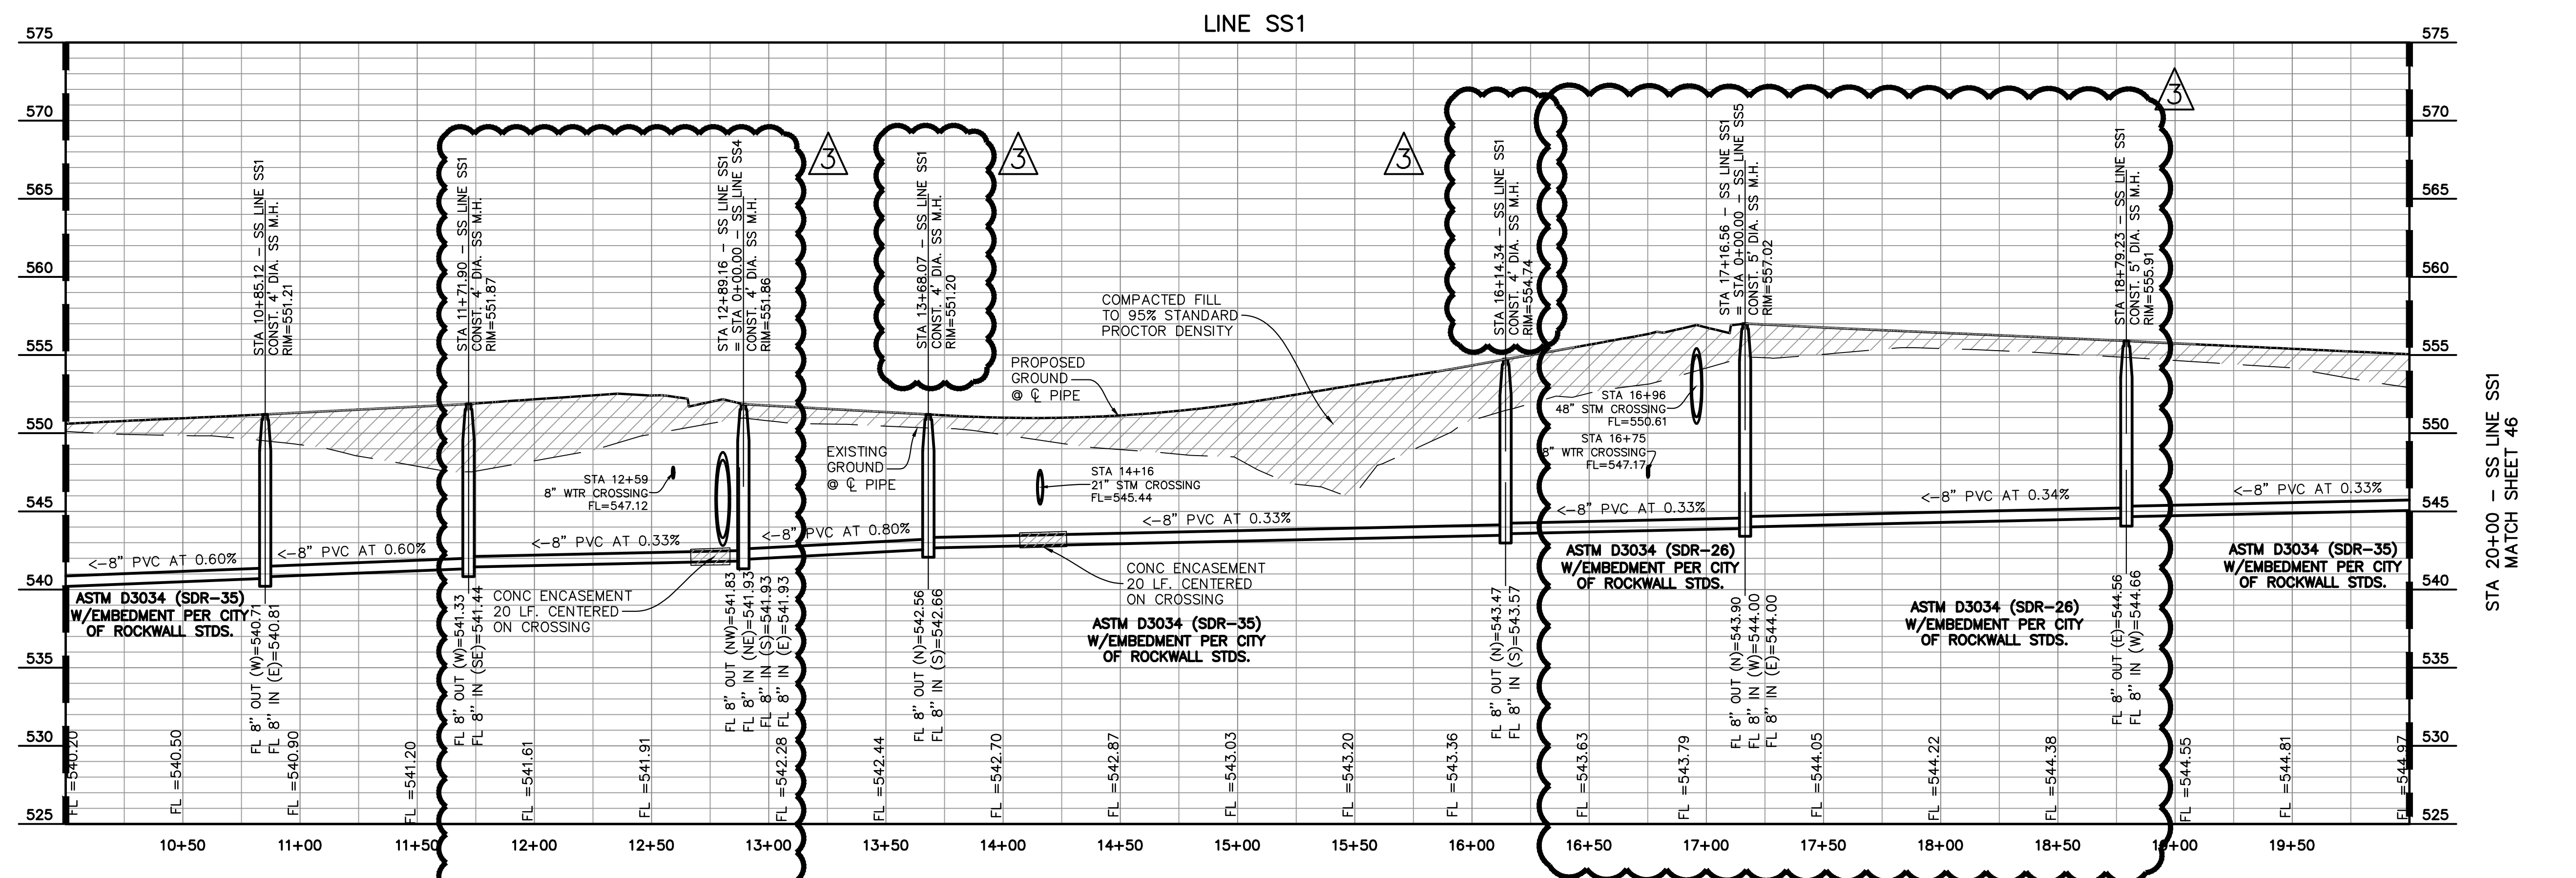 LINE SS1
575
570
565
560
555
550
545
540
535
530
525
575
570
565
560
555
550
545
540
535
530
525
STA 10+85.12 - SS LINE SS1
CONST. 4' DIA. SS M.H.
RIM=551.21
STA 11+71.90 - SS LINE SS1
CONST. 4' DIA. SS M.H.
RIM=551.87
STA 12+89.16 - SS LINE SS1
= STA 0+00.00 - SS LINE SS4
CONST. 4' DIA. SS M.H.
RIM=551.86
3
STA 13+68.07 - SS LINE SS1
CONST. 4' DIA. SS M.H.
RIM=551.20
3
3
STA 16+14.34 - SS LINE SS1
CONST. 4' DIA. SS M.H.
RIM=554.74
STA 17+16.56 - SS LINE SS1
= STA 0+00.00 - SS LINE SS5
CONST. 5' DIA. SS M.H.
RIM=557.02
STA 18+79.23 - SS LINE SS1
CONST. 5' DIA. SS M.H.
RIM=555.91
3
COMPACTED FILL
TO 95% STANDARD
PROCTOR DENSITY
PROPOSED
GROUND
@ ℄ PIPE
EXISTING
GROUND
@ ℄ PIPE
STA 12+59
8" WTR CROSSING
FL=547.12
STA 14+16
21" STM CROSSING
FL=545.44
STA 16+96
48" STM CROSSING
FL=550.61
STA 16+75
8" WTR CROSSING
FL=547.17
<-8" PVC AT 0.60%
<-8" PVC AT 0.60%
<-8" PVC AT 0.33%
<-8" PVC AT 0.80%
<-8" PVC AT 0.33%
<-8" PVC AT 0.33%
<-8" PVC AT 0.34%
<-8" PVC AT 0.33%
ASTM D3034 (SDR-35)
W/EMBEDMENT PER CITY
OF ROCKWALL STDS.
CONC ENCASEMENT
20 LF. CENTERED
ON CROSSING
CONC ENCASEMENT
20 LF. CENTERED
ON CROSSING
ASTM D3034 (SDR-35)
W/EMBEDMENT PER CITY
OF ROCKWALL STDS.
ASTM D3034 (SDR-26)
W/EMBEDMENT PER CITY
OF ROCKWALL STDS.
ASTM D3034 (SDR-26)
W/EMBEDMENT PER CITY
OF ROCKWALL STDS.
ASTM D3034 (SDR-35)
W/EMBEDMENT PER CITY
OF ROCKWALL STDS.
FL 8" OUT (W)=540.71
FL 8" IN (E)=540.81
FL 8" OUT (W)=541.33
FL 8" IN (SE)=541.44
FL 8" OUT (NW)=541.83
FL 8" IN (NE)=541.93
FL 8" IN (S)=541.93
FL 8" IN (E)=541.93
FL 8" OUT (N)=542.56
FL 8" IN (S)=542.66
FL 8" OUT (N)=543.47
FL 8" IN (S)=543.57
FL 8" OUT (N)=543.90
FL 8" IN (W)=544.00
FL 8" IN (E)=544.00
FL 8" OUT (E)=544.56
FL 8" IN (W)=544.66
FL =540.20
FL =540.50
FL =540.90
FL =541.20
FL =541.61
FL =541.91
FL =542.28
FL =542.44
FL =542.70
FL =542.87
FL =543.03
FL =543.20
FL =543.36
FL =543.63
FL =543.79
FL =544.05
FL =544.22
FL =544.38
FL =544.55
FL =544.81
FL =544.97
10+50
11+00
11+50
12+00
12+50
13+00
13+50
14+00
14+50
15+00
15+50
16+00
16+50
17+00
17+50
18+00
18+50
19+00
19+50
STA 20+00 - SS LINE SS1
MATCH SHEET 46